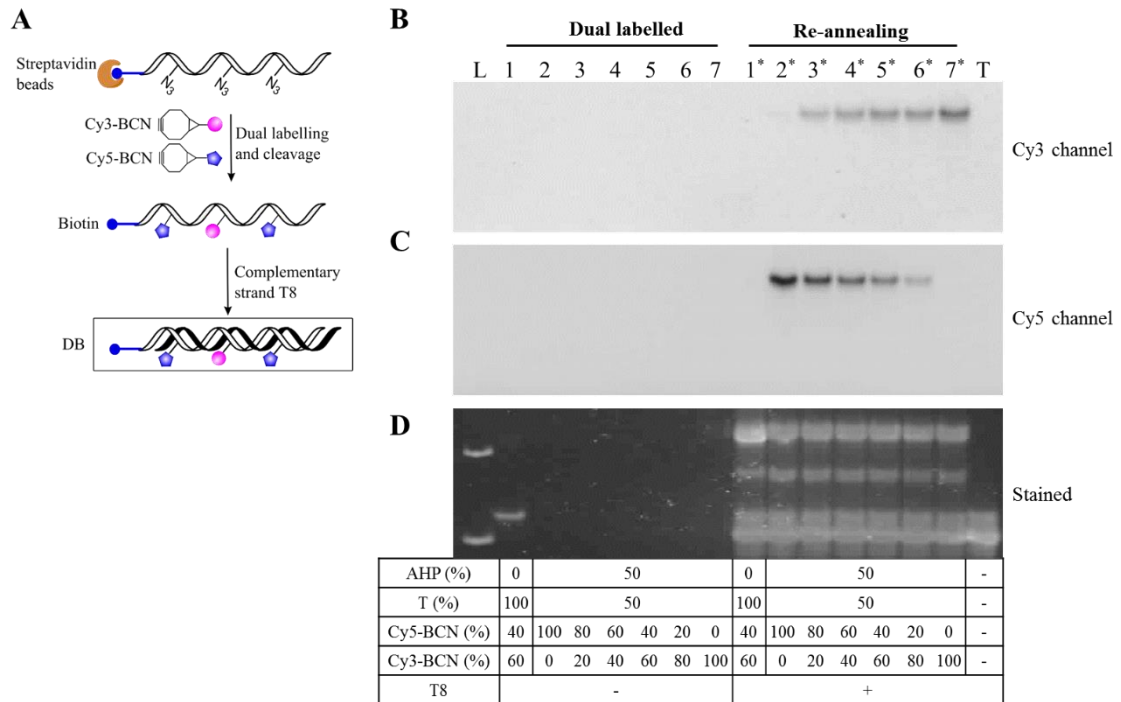 A
Streptavidin
beads
N3 N3 N3
Cy3-BCN
Cy5-BCN
Dual labelling
and cleavage
Biotin
Complementary
strand T8
DB
B
Dual labelled Re-annealing
L 1 2 3 4 5 6 7 1* 2* 3* 4* 5* 6* 7* T
Cy3 channel
C
Cy5 channel
D
Stained
AHP (%) 0 50 0 50 -
T (%) 100 50 100 50 -
Cy5-BCN (%) 40 100 80 60 40 20 0 40 100 80 60 40 20 0 -
Cy3-BCN (%) 60 0 20 40 60 80 100 60 0 20 40 60 80 100 -
T8 - +